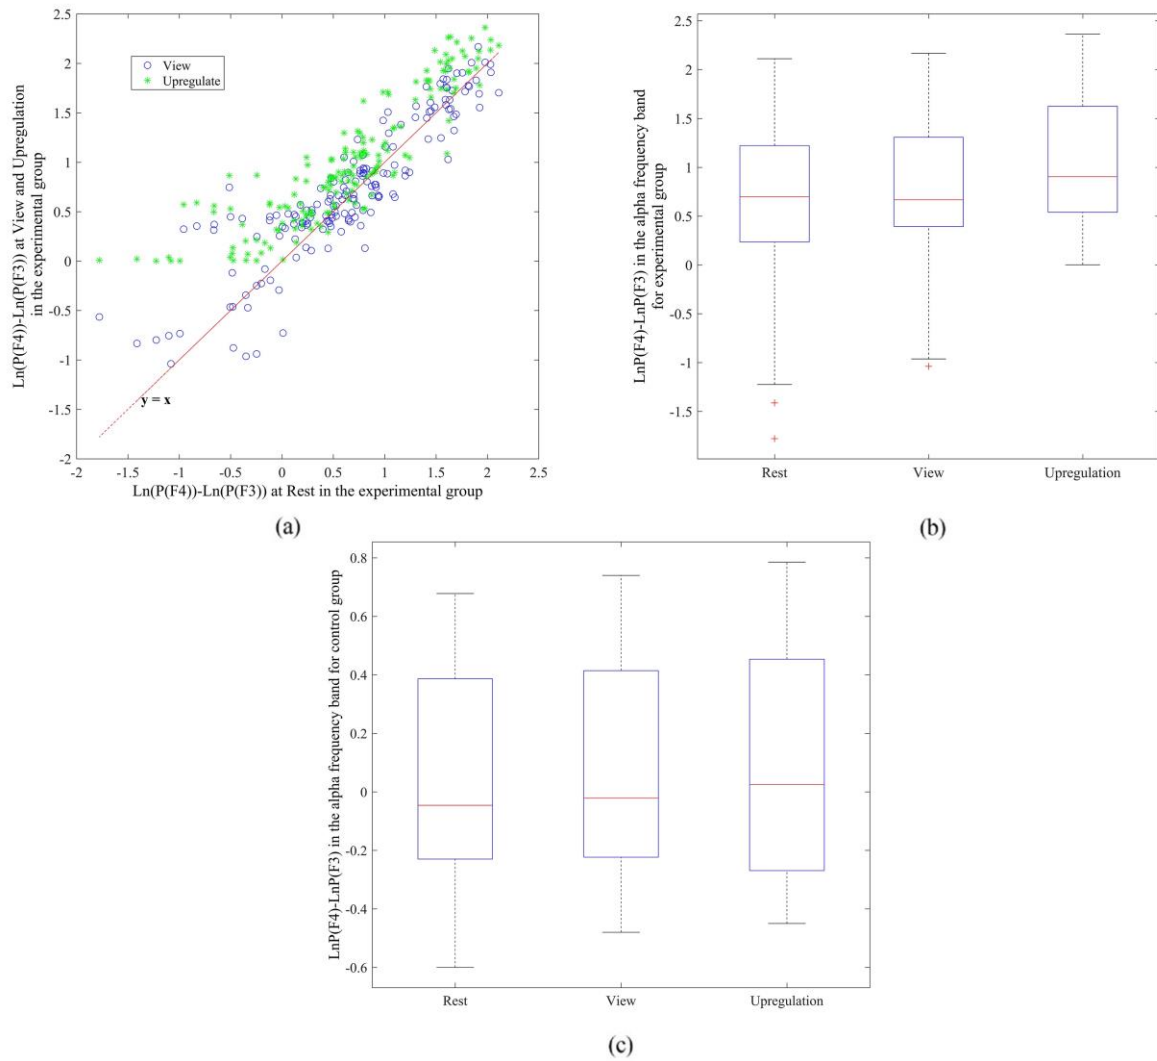 2.5
2
1.5
1
0.5
0
-0.5
-1
-1.5
-2
Ln(P(F4))-Ln(P(F3)) at View and Upregulation
in the experimental group
View
Upregulate
y = x
-2
-1.5
-1
-0.5
0
0.5
1
1.5
2
2.5
Ln(P(F4))-Ln(P(F3)) at Rest in the experimental group
(a)
2.5
2
1.5
1
0.5
0
-0.5
-1
-1.5
LnP(F4)-LnP(F3) in the alpha frequency band
for experimental group
Rest
View
Upregulation
(b)
0.8
0.6
0.4
0.2
0
-0.2
-0.4
-0.6
LnP(F4)-LnP(F3) in the alpha frequency band for control group
Rest
View
Upregulation
(c)